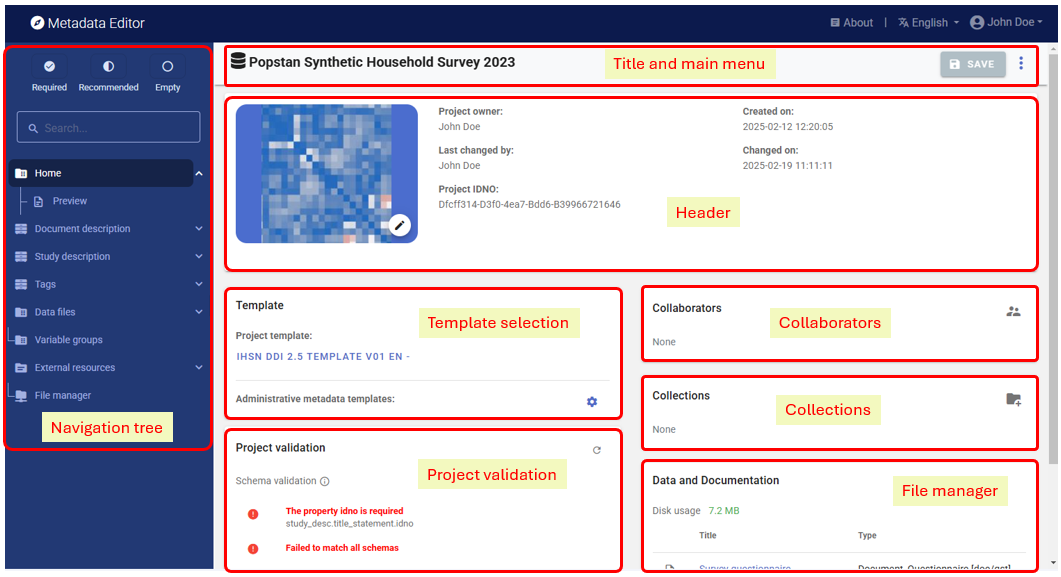 Metadata Editor
About | English John Doe
Required Recommended Empty
Search...
Home
Preview
Document description
Study description
Tags
Data files
Variable groups
External resources
File manager
Navigation tree
Popstan Synthetic Household Survey 2023
Title and main menu
SAVE
Project owner:
John Doe
Last changed by:
John Doe
Project IDNO:
Dfcff314-D3f0-4ea7-Bdd6-B39966721646
Created on:
2025-02-12 12:20:05
Changed on:
2025-02-19 11:11:11
Header
Template
Template selection
Project template:
IHSN DDI 2.5 TEMPLATE V01 EN -
Administrative metadata templates:
Project validation
Project validation
Schema validation
The property idno is required
study_desc.title_statement.idno
Failed to match all schemas
Collaborators
Collaborators
None
Collections
Collections
None
Data and Documentation
File manager
Disk usage 7.2 MB
Title Type
Survey questionnaire Document, Questionnaire [doc/qst]